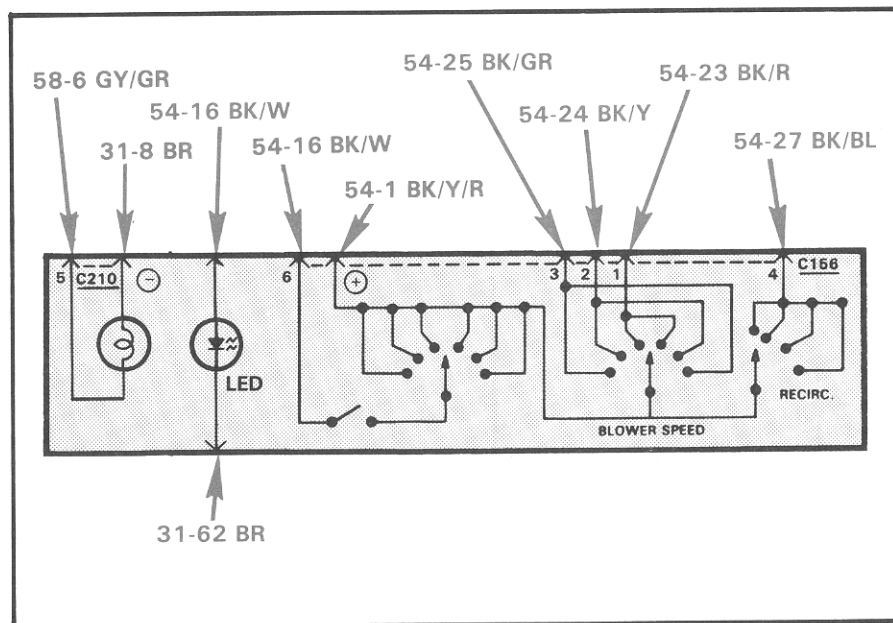 58-6 GY/GR
54-16 BK/W
31-8 BR
54-16 BK/W
54-1 BK/Y/R
54-25 BK/GR
54-24 BK/Y
54-23 BK/R
54-27 BK/BL
5 C210 − 6 + 3 2 1 4 C156
LED
RECIRC.
BLOWER SPEED
31-62 BR